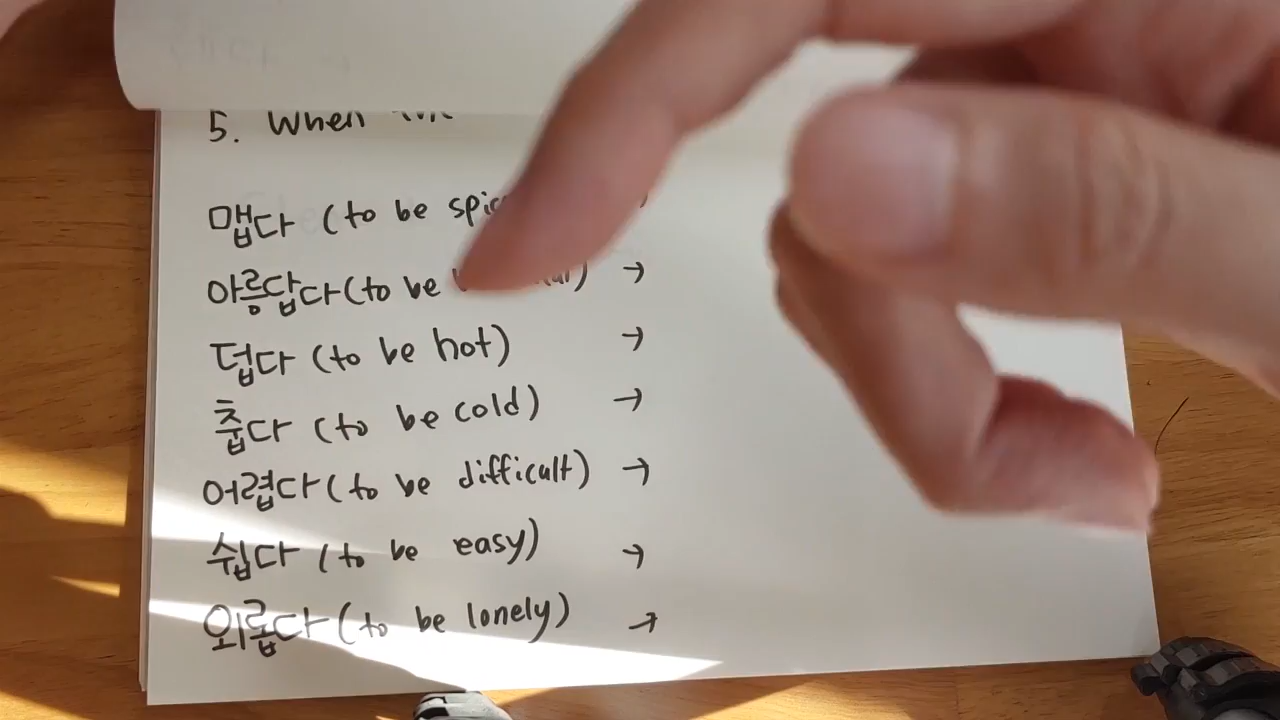 5. When
맵다 (to be
아름답다 (to be →
덥다 (to be hot) →
춥다 (to be cold) →
어렵다 (to be difficult) →
쉽다 (to be easy) →
외롭다 (to be lonely) →